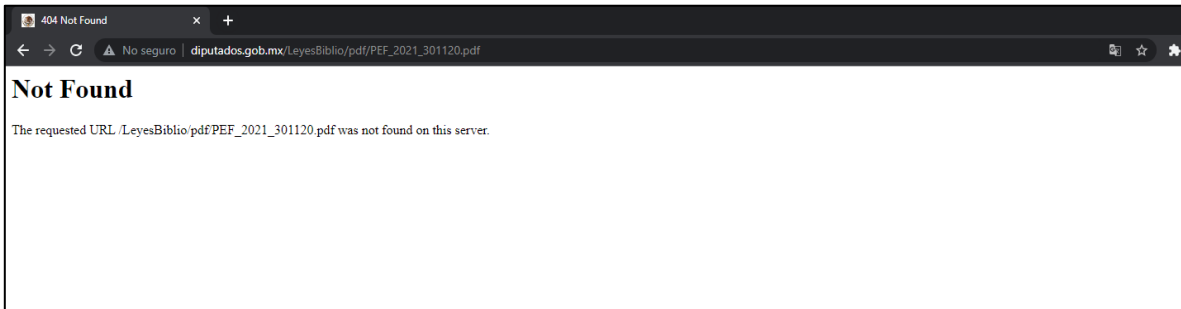 404 Not Found
No seguro | diputados.gob.mx/LeyesBiblio/pdf/PEF_2021_301120.pdf
Not Found
The requested URL /LeyesBiblio/pdf/PEF_2021_301120.pdf was not found on this server.